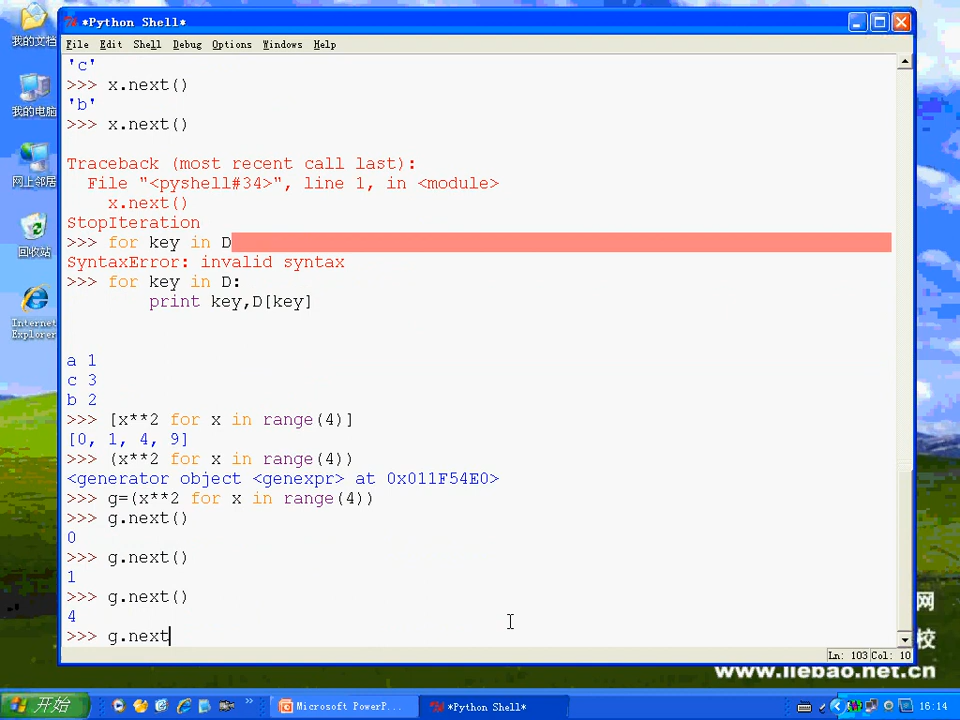 *Python Shell*
File Edit Shell Debug Options Windows Help
'c'
>>> x.next()
'b'
>>> x.next()
Traceback (most recent call last):
  File "<pyshell#34>", line 1, in <module>
    x.next()
StopIteration
>>> for key in D
SyntaxError: invalid syntax
>>> for key in D:
        print key,D[key]
a 1
c 3
b 2
>>> [x**2 for x in range(4)]
[0, 1, 4, 9]
>>> (x**2 for x in range(4))
<generator object <genexpr> at 0x011F54E0>
>>> g=(x**2 for x in range(4))
>>> g.next()
0
>>> g.next()
1
>>> g.next()
4
>>> g.next
Ln: 103 Col: 10
我的文档
我的电脑
网上邻居
回收站
Internet
Explorer
网
校
www.liebao.net.cn
开始
Microsoft PowerP...
*Python Shell*
16:14